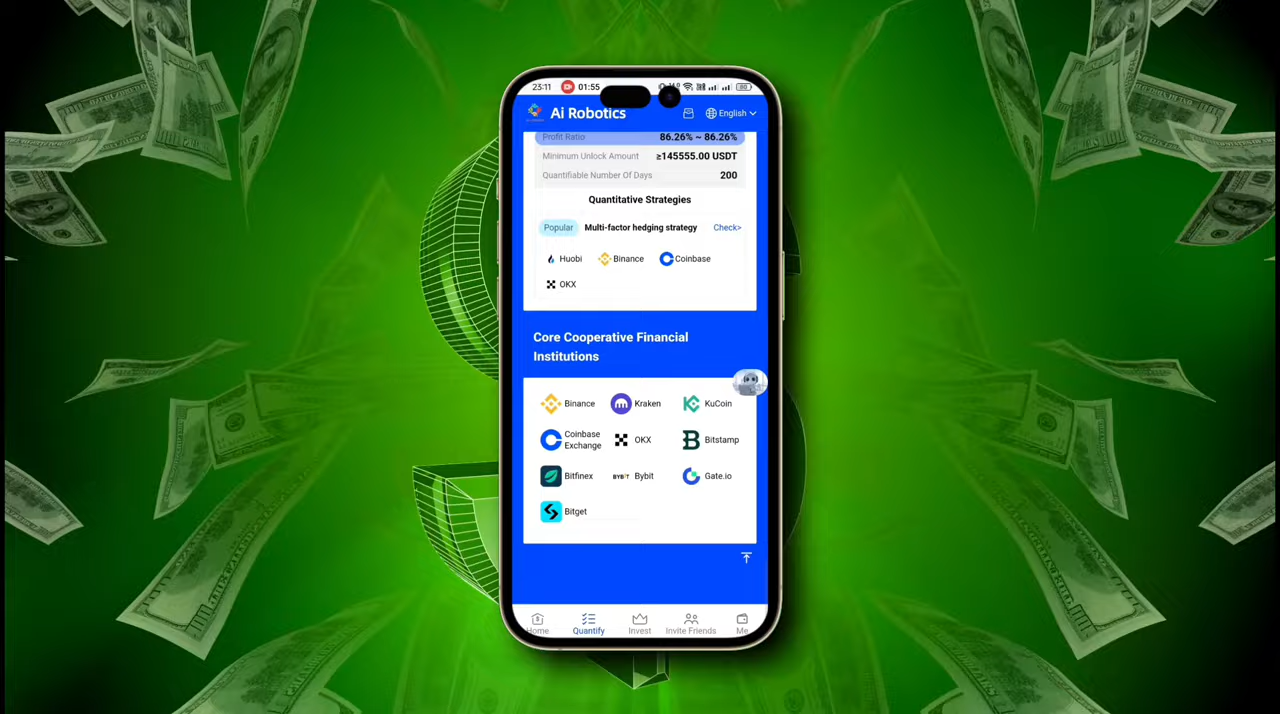 23:11 01:55 80
Ai Robotics English
Profit Ratio 86.26% ~ 86.26%
Minimum Unlock Amount ≥145555.00 USDT
Quantifiable Number Of Days 200
Quantitative Strategies
Popular Multi-factor hedging strategy Check>
Huobi Binance Coinbase
OKX
Core Cooperative Financial
Institutions
Binance Kraken KuCoin
Coinbase
Exchange OKX Bitstamp
Bitfinex BYBIT Bybit Gate.io
Bitget
Home Quantify Invest Invite Friends Me